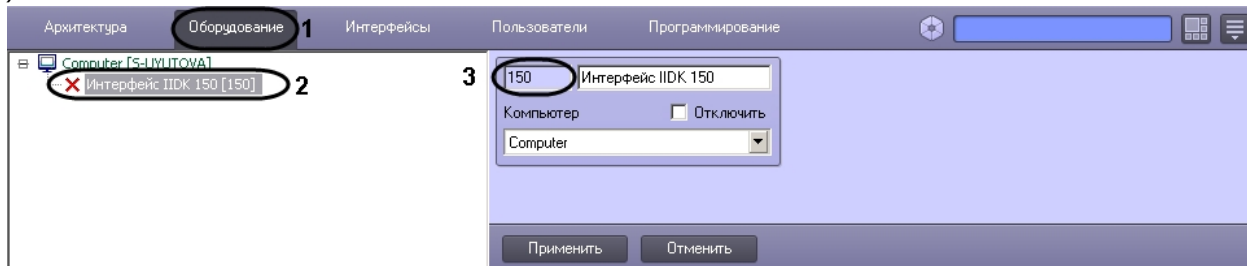 Архитектура Оборудование 1 Интерфейсы Пользователи Программирование
Computer [S-UYUTOVA]
Интерфейс IIDK 150 [150] 2
3 150 Интерфейс IIDK 150
Компьютер Отключить
Computer
Применить Отменить